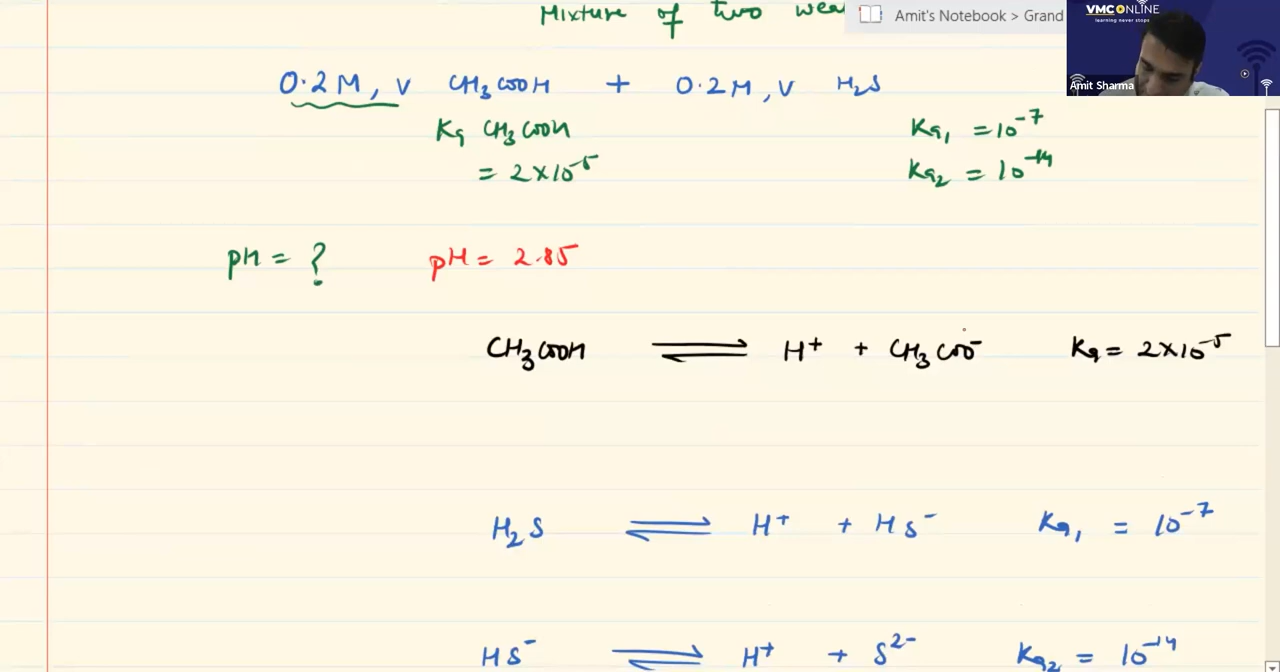 Mixture of two wea
Amit's Notebook > Grand
VMC ONLINE
learning never stops
Amit Sharma
0.2M, V CH₃COOH + 0.2M, V H₂S
Ka CH₃COOH
= 2×10⁻⁵
Ka₁ = 10⁻⁷
Ka₂ = 10⁻¹⁴
pH = ? pH = 2.85
CH₃COOH ⇌ H⁺ + CH₃COO⁻ Ka = 2×10⁻⁵
H₂S ⇌ H⁺ + HS⁻ Ka₁ = 10⁻⁷
HS⁻ ⇌ H⁺ + S²⁻ Ka₂ = 10⁻¹⁴